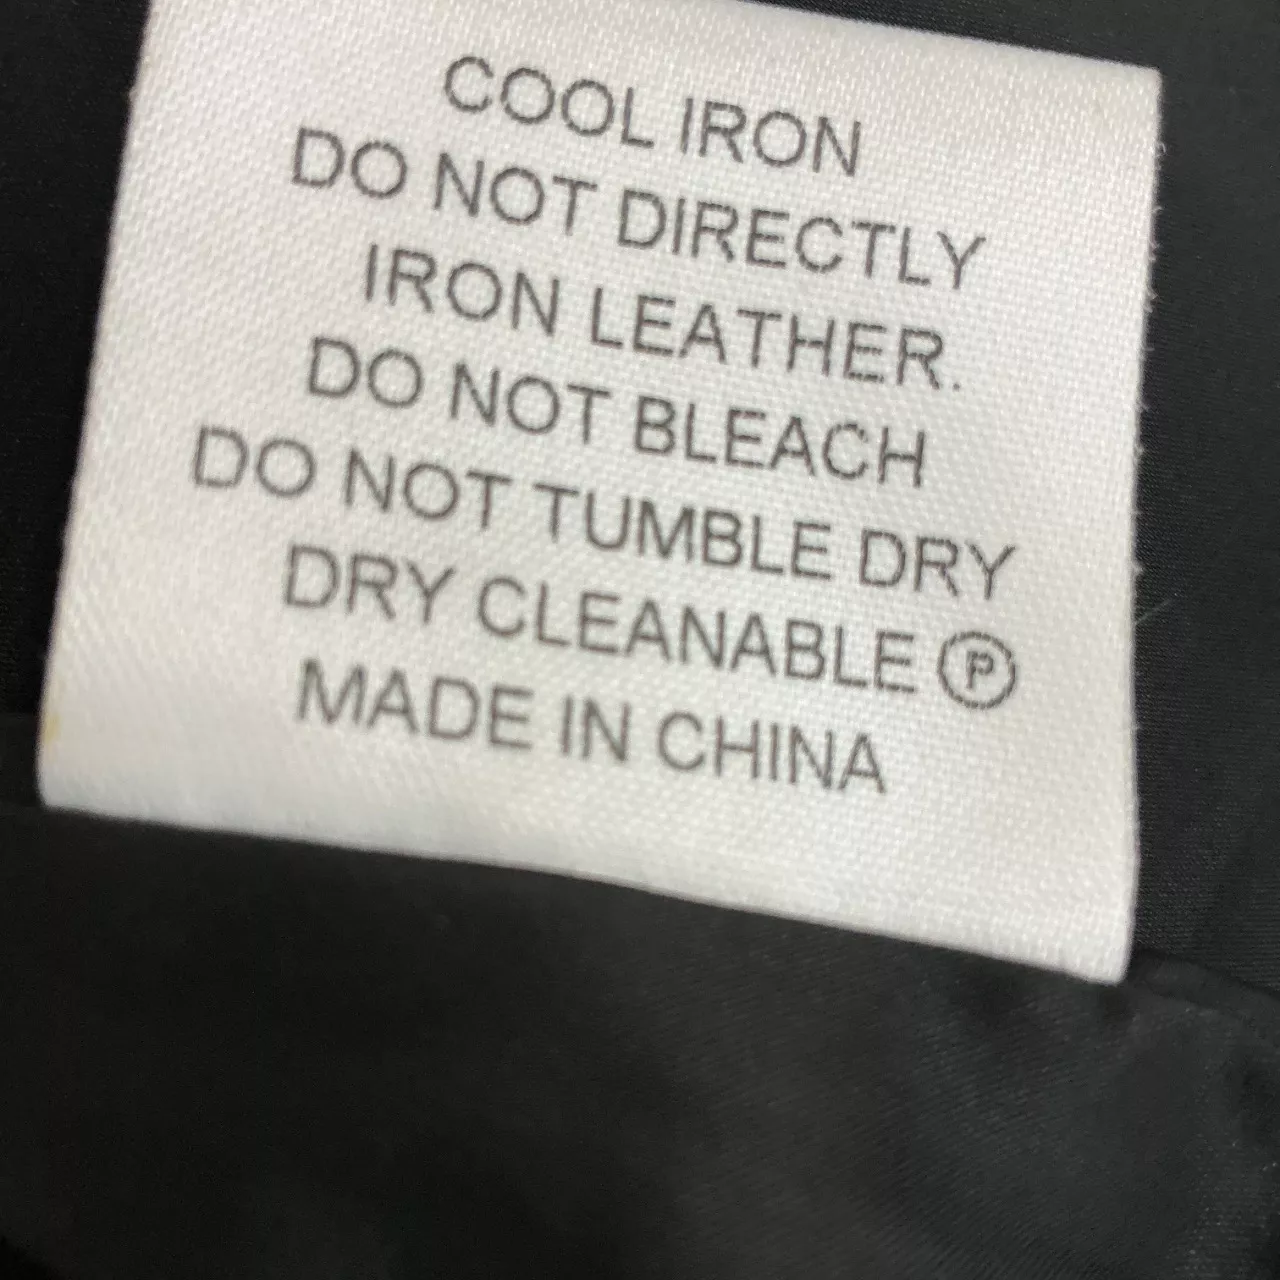 COOL IRON
DO NOT DIRECTLY
IRON LEATHER.
DO NOT BLEACH
DO NOT TUMBLE DRY
DRY CLEANABLE Ⓟ
MADE IN CHINA